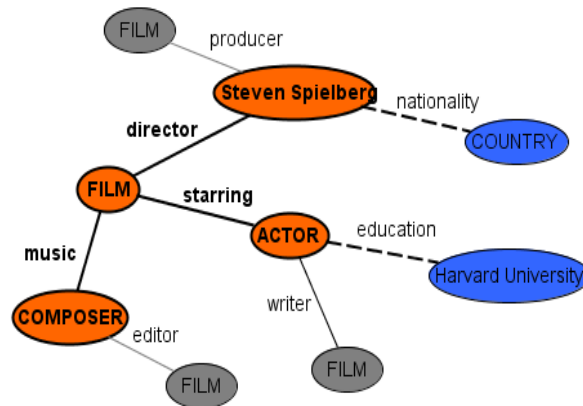 FILM
producer
Steven Spielberg
nationality
COUNTRY
director
FILM
starring
ACTOR
education
Harvard University
music
COMPOSER
editor
writer
FILM
FILM